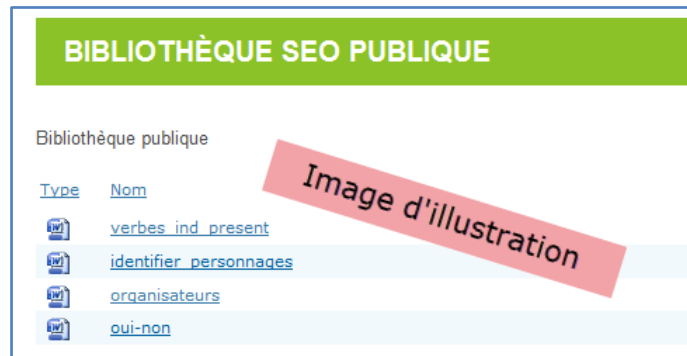 BIBLIOTHÈQUE SEO PUBLIQUE
Bibliothèque publique
Type Nom
Image d'illustration
verbes_ind_present
identifier_personnages
organisateurs
oui-non